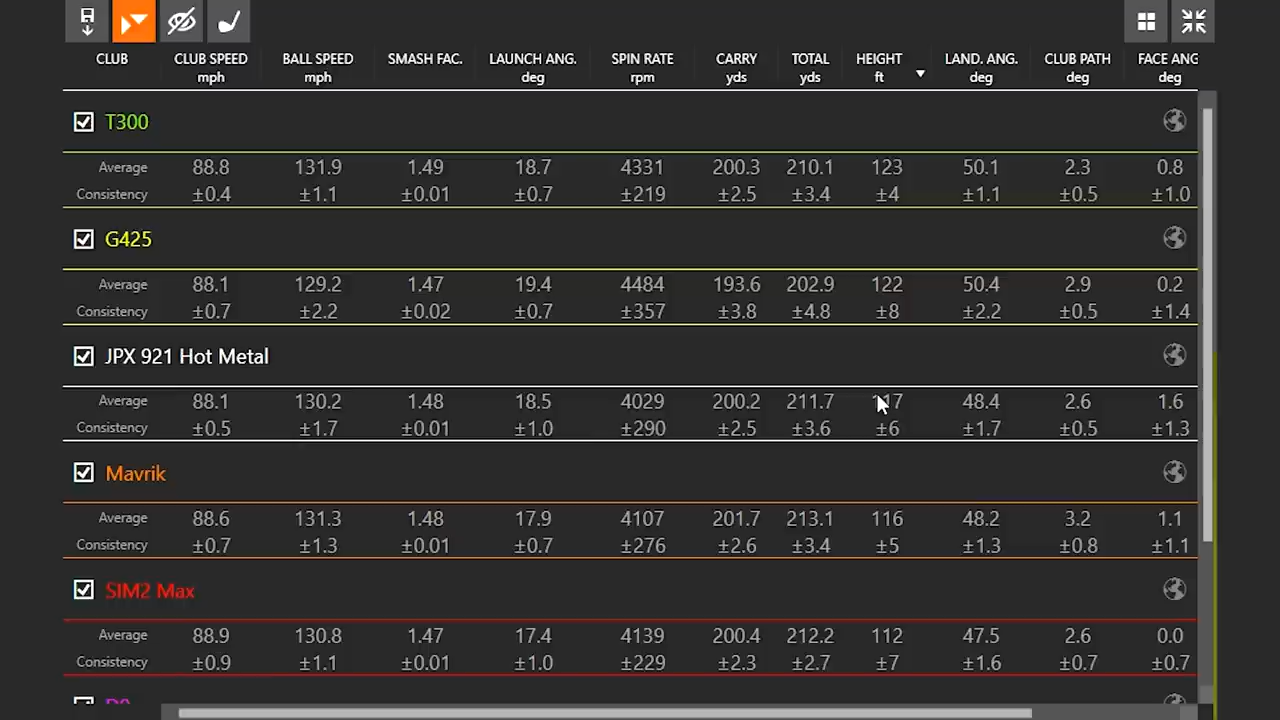 CLUB CLUB SPEED BALL SPEED SMASH FAC. LAUNCH ANG. SPIN RATE CARRY TOTAL HEIGHT LAND. ANG. CLUB PATH FACE ANG
mph mph deg rpm yds yds ft deg deg deg
T300
Average 88.8 131.9 1.49 18.7 4331 200.3 210.1 123 50.1 2.3 0.8
Consistency ±0.4 ±1.1 ±0.01 ±0.7 ±219 ±2.5 ±3.4 ±4 ±1.1 ±0.5 ±1.0
G425
Average 88.1 129.2 1.47 19.4 4484 193.6 202.9 122 50.4 2.9 0.2
Consistency ±0.7 ±2.2 ±0.02 ±0.7 ±357 ±3.8 ±4.8 ±8 ±2.2 ±0.5 ±1.4
JPX 921 Hot Metal
Average 88.1 130.2 1.48 18.5 4029 200.2 211.7 48.4 2.6 1.6
Consistency ±0.5 ±1.7 ±0.01 ±1.0 ±290 ±2.5 ±3.6 ±6 ±1.7 ±0.5 ±1.3
Mavrik
Average 88.6 131.3 1.48 17.9 4107 201.7 213.1 116 48.2 3.2 1.1
Consistency ±0.7 ±1.3 ±0.01 ±0.7 ±276 ±2.6 ±3.4 ±5 ±1.3 ±0.8 ±1.1
SIM2 Max
Average 88.9 130.8 1.47 17.4 4139 200.4 212.2 112 47.5 2.6 0.0
Consistency ±0.9 ±1.1 ±0.01 ±1.0 ±229 ±2.3 ±2.7 ±7 ±1.6 ±0.7 ±0.7